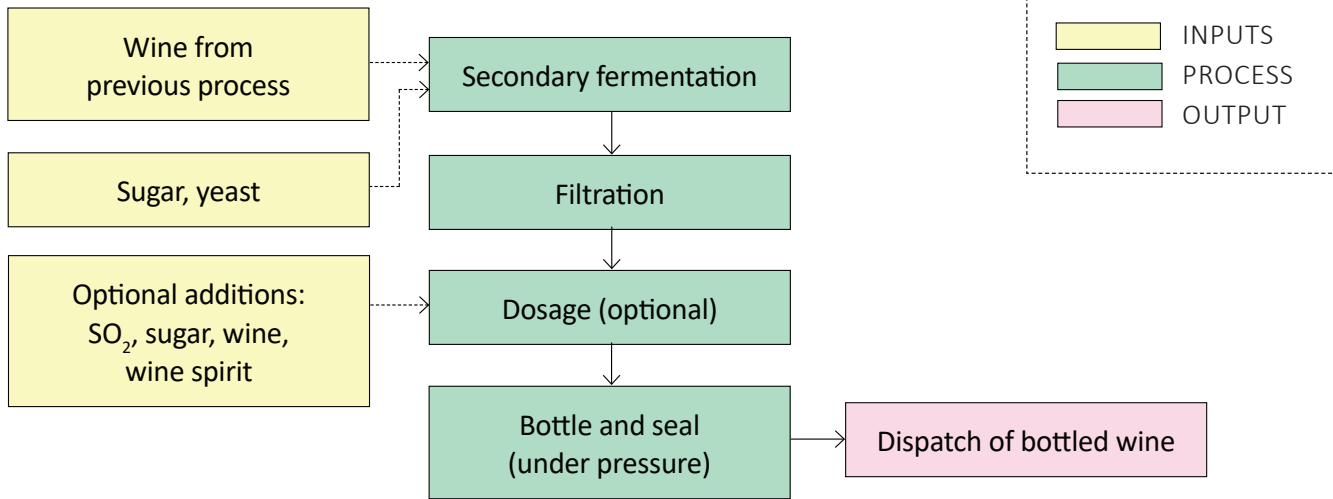 Wine from
previous process
Secondary fermentation
INPUTS
PROCESS
OUTPUT
Sugar, yeast
Filtration
Optional additions:
SO₂, sugar, wine,
wine spirit
Dosage (optional)
Bottle and seal
(under pressure)
Dispatch of bottled wine